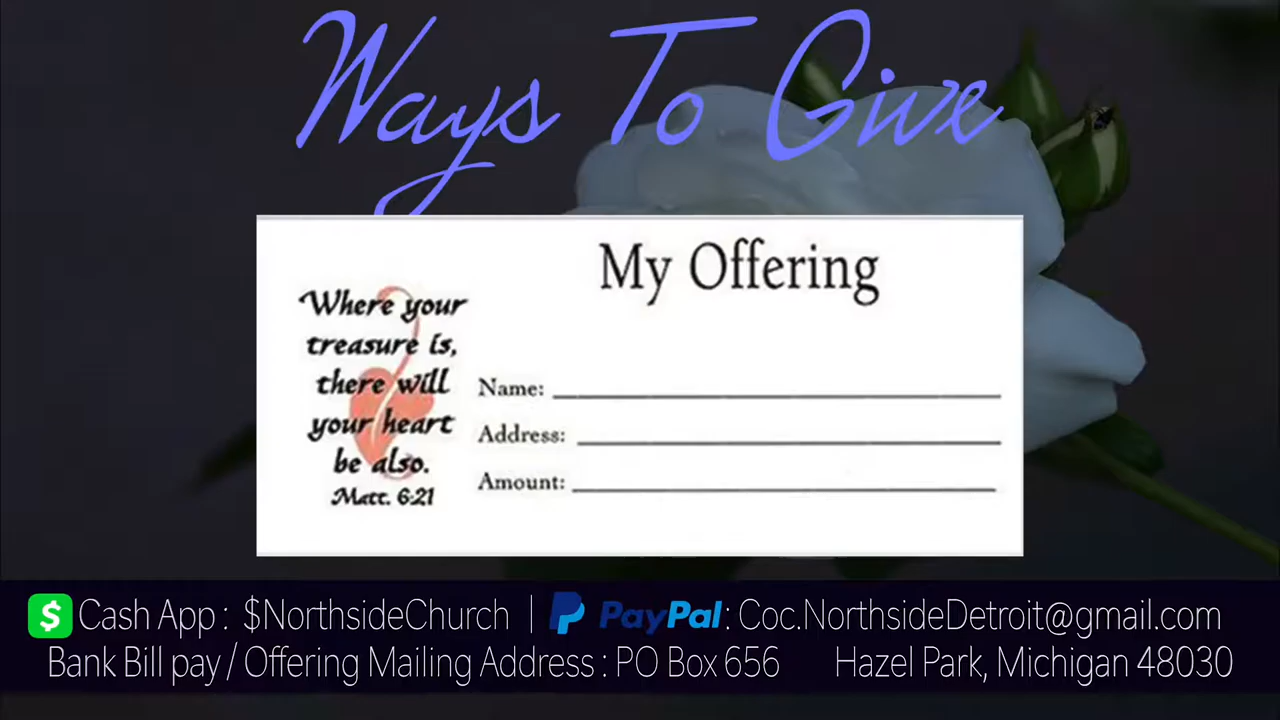 Ways To Give
My Offering
Where your
treasure is,
there will
your heart
be also.
Matt. 6:21
Name:
Address:
Amount:
$ Cash App : $NorthsideChurch | PayPal : Coc.NorthsideDetroit@gmail.com
Bank Bill pay / Offering Mailing Address : PO Box 656 Hazel Park, Michigan 48030